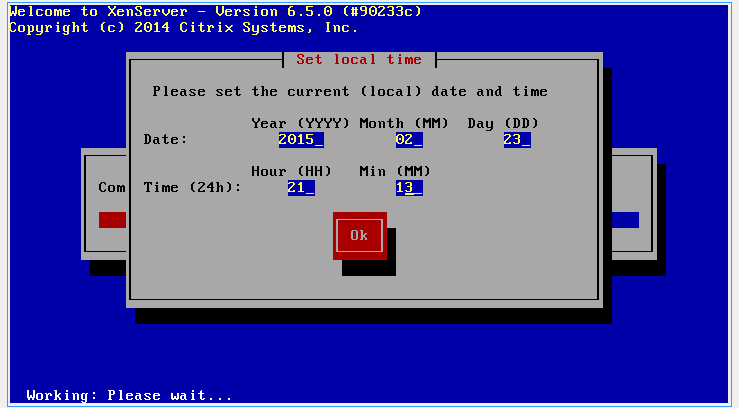 Welcome to XenServer - Version 6.5.0 (#90233c)
Copyright (c) 2014 Citrix Systems, Inc.
Set local time
Please set the current (local) date and time
Year (YYYY) Month (MM) Day (DD)
Date: 2015_ 02_ 23_
Hour (HH) Min (MM)
Com
Time (24h): 21_ 13_
Ok
Working: Please wait...